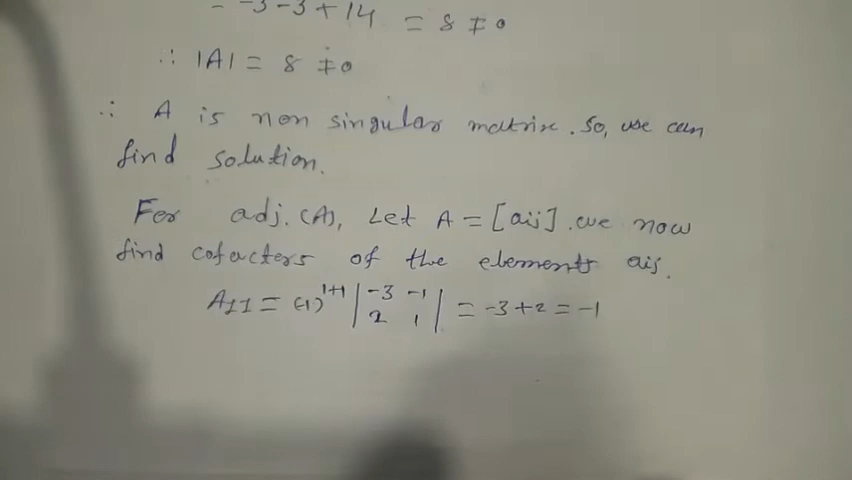 = -3-3+14 = 8 ≠ 0
∴ |A| = 8 ≠ 0
∴ A is non singular matrix. So, we can
find solution.
For adj. (A), Let A = [aij]. we now
find cofacters of the elements aij.
A11 = (-1)^1+1 |-3 -1 / 2 1| = -3+2 = -1